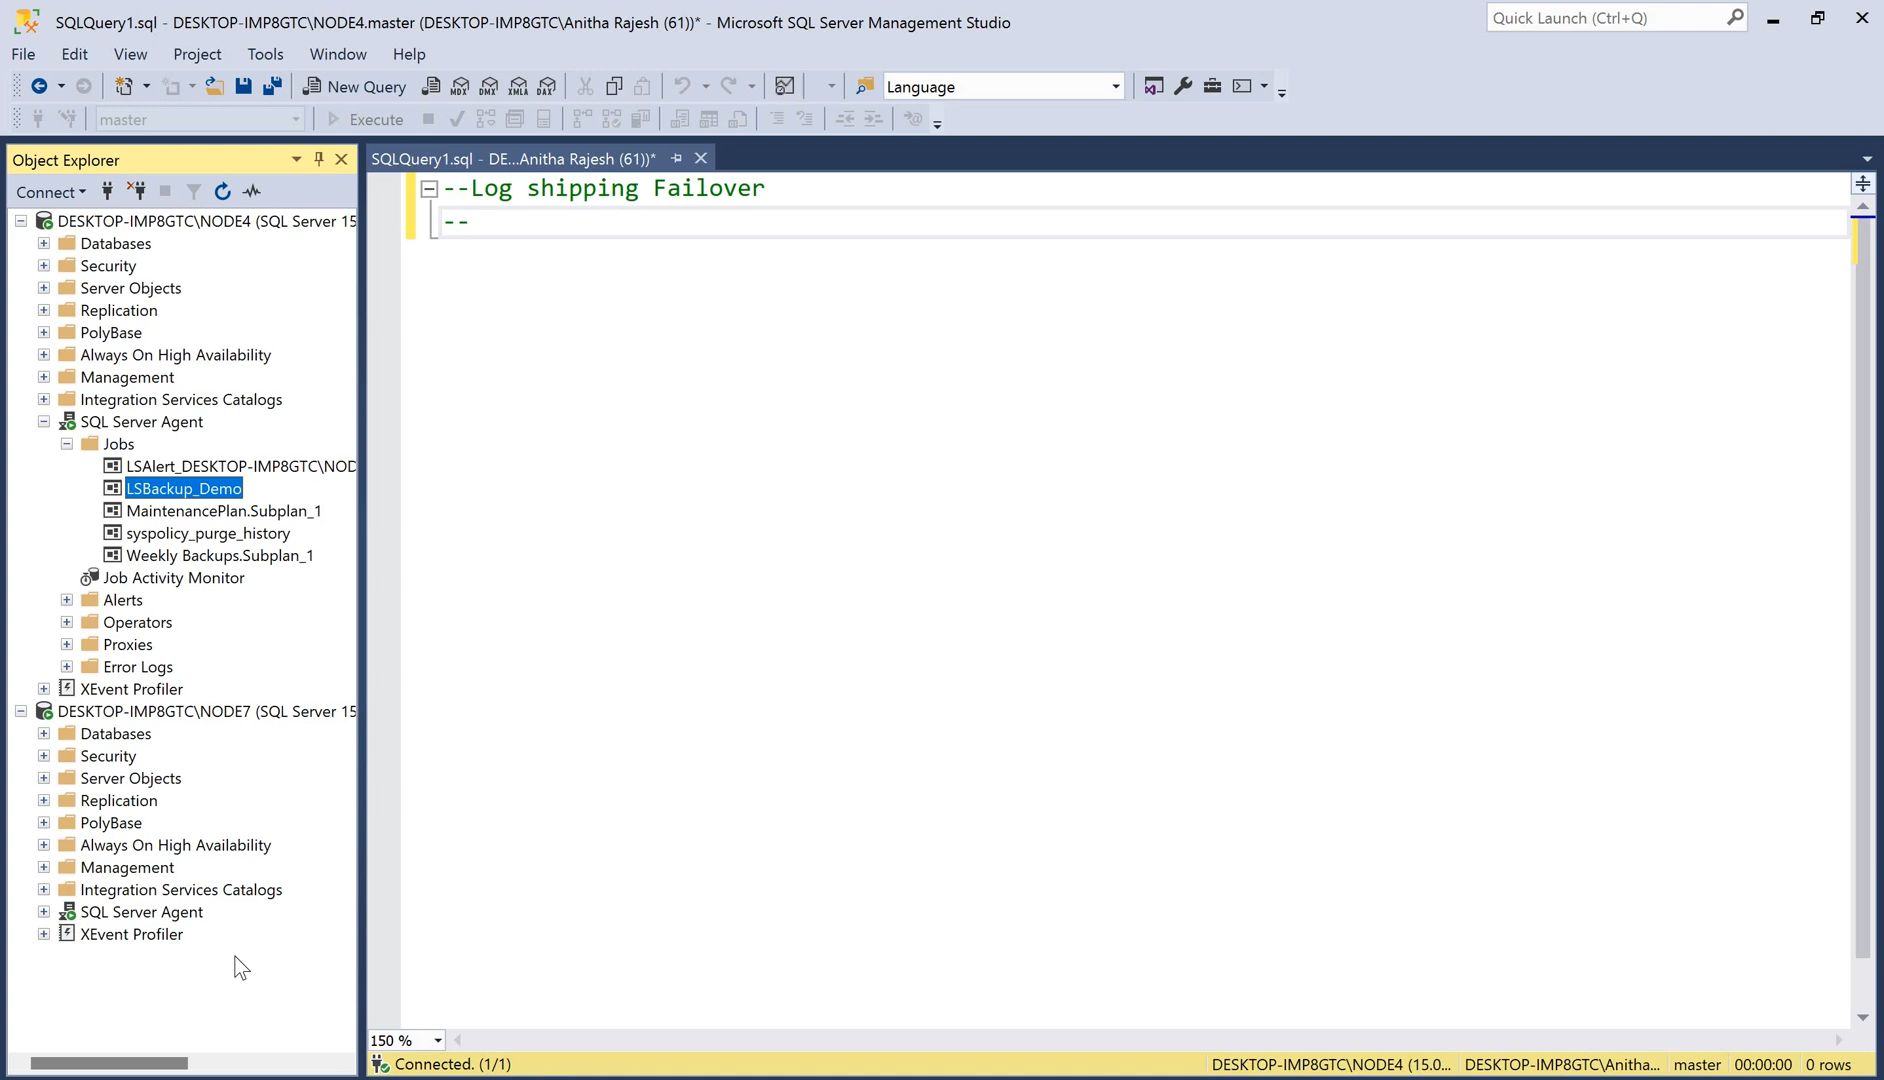 SQLQuery1.sql - DESKTOP-IMP8GTC\NODE4.master (DESKTOP-IMP8GTC\Anitha Rajesh (61))* - Microsoft SQL Server Management Studio
Quick Launch (Ctrl+Q)
File Edit View Project Tools Window Help
New Query MDX DMX XMLA DAX Language
master Execute
Object Explorer
SQLQuery1.sql - DE...Anitha Rajesh (61))*
Connect
--Log shipping Failover
--
DESKTOP-IMP8GTC\NODE4 (SQL Server 15
Databases
Security
Server Objects
Replication
PolyBase
Always On High Availability
Management
Integration Services Catalogs
SQL Server Agent
Jobs
LSAlert_DESKTOP-IMP8GTC\NOD
LSBackup_Demo
MaintenancePlan.Subplan_1
syspolicy_purge_history
Weekly Backups.Subplan_1
Job Activity Monitor
Alerts
Operators
Proxies
Error Logs
XEvent Profiler
DESKTOP-IMP8GTC\NODE7 (SQL Server 15
Databases
Security
Server Objects
Replication
PolyBase
Always On High Availability
Management
Integration Services Catalogs
SQL Server Agent
XEvent Profiler
150 %
Connected. (1/1)
DESKTOP-IMP8GTC\NODE4 (15.0... DESKTOP-IMP8GTC\Anitha... master 00:00:00 0 rows